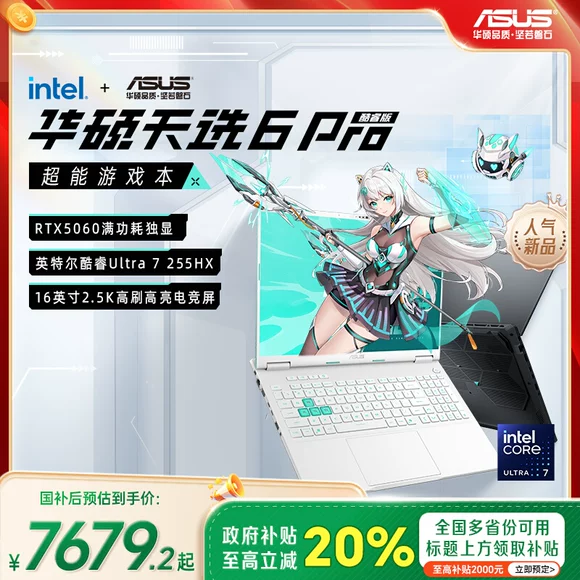 ASUS
华硕品质·坚若磐石
intel. + ASUS
华硕品质·坚若磐石
华硕天选6 Pro 酷睿版
超能游戏本
RTX5060满功耗独显
英特尔酷睿Ultra 7 255HX
16英寸2.5K高刷高亮电竞屏
人气
新品
ASUS
intel
CORE
ULTRA 7
国补后预估到手价:
¥7679.2起
政府补贴
至高立减
20%
全国多省份可用
标题上方领取补贴
至高补贴2000元 立即预定>